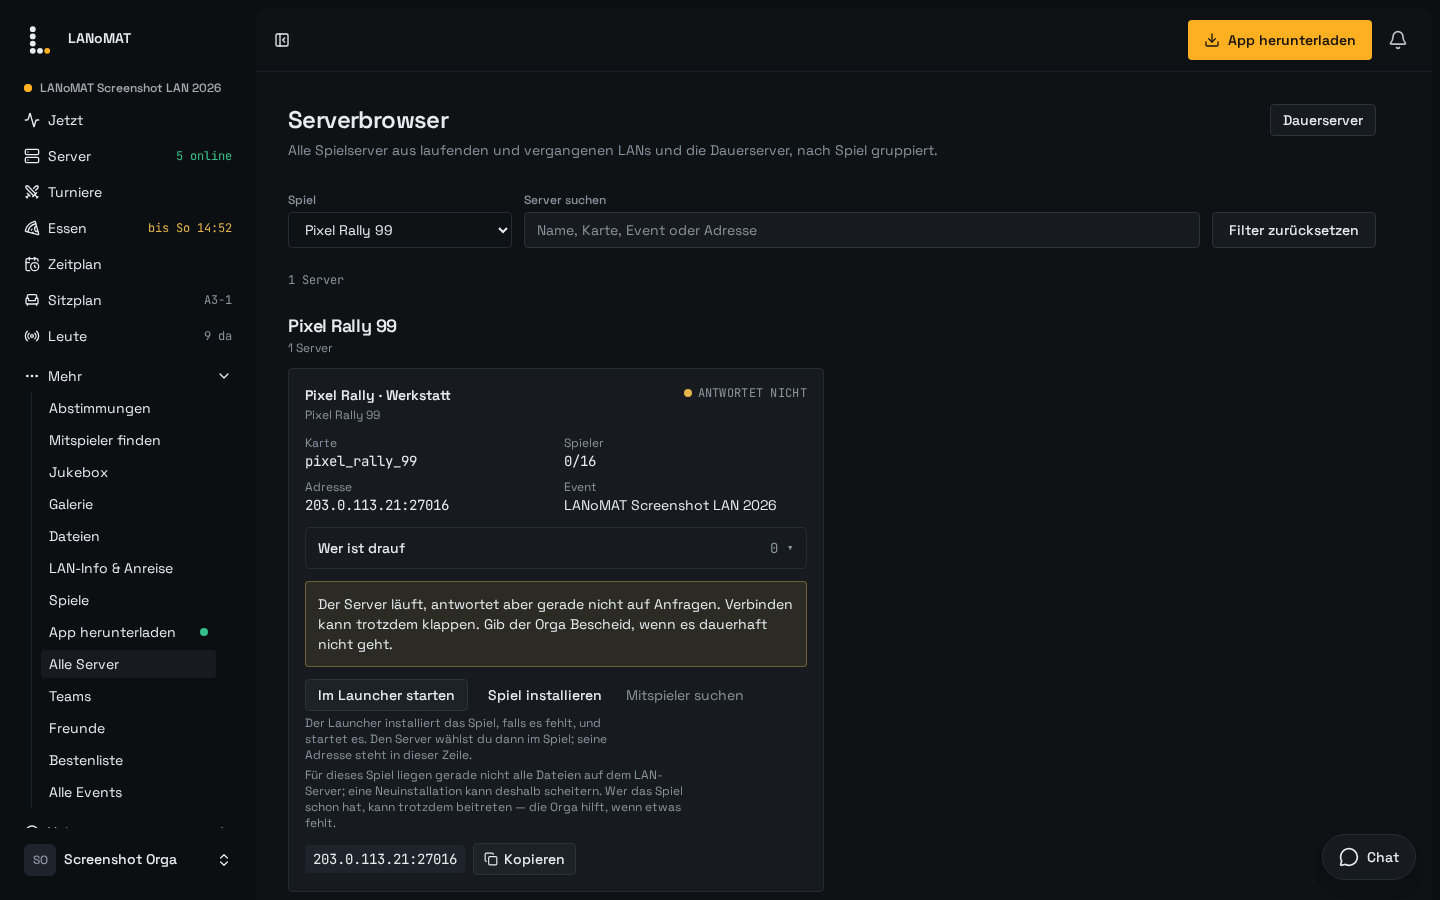 LANoMAT
App herunterladen
LANoMAT Screenshot LAN 2026
Jetzt
Server 5 online
Turniere
Essen bis So 14:52
Zeitplan
Sitzplan A3-1
Leute 9 da
Mehr
Abstimmungen
Mitspieler finden
Jukebox
Galerie
Dateien
LAN-Info & Anreise
Spiele
App herunterladen
Alle Server
Teams
Freunde
Bestenliste
Alle Events
SO Screenshot Orga
Serverbrowser
Dauerserver
Alle Spielserver aus laufenden und vergangenen LANs und die Dauerserver, nach Spiel gruppiert.
Spiel
Server suchen
Pixel Rally 99
Name, Karte, Event oder Adresse
Filter zurücksetzen
1 Server
Pixel Rally 99
1 Server
Pixel Rally · Werkstatt
ANTWORTET NICHT
Pixel Rally 99
Karte
Spieler
pixel_rally_99
0/16
Adresse
Event
203.0.113.21:27016
LANoMAT Screenshot LAN 2026
Wer ist drauf 0
Der Server läuft, antwortet aber gerade nicht auf Anfragen. Verbinden
kann trotzdem klappen. Gib der Orga Bescheid, wenn es dauerhaft
nicht geht.
Im Launcher starten
Spiel installieren
Mitspieler suchen
Der Launcher installiert das Spiel, falls es fehlt, und
startet es. Den Server wählst du dann im Spiel; seine
Adresse steht in dieser Zeile.
Für dieses Spiel liegen gerade nicht alle Dateien auf dem LAN-
Server; eine Neuinstallation kann deshalb scheitern. Wer das Spiel
schon hat, kann trotzdem beitreten — die Orga hilft, wenn etwas
fehlt.
203.0.113.21:27016
Kopieren
Chat